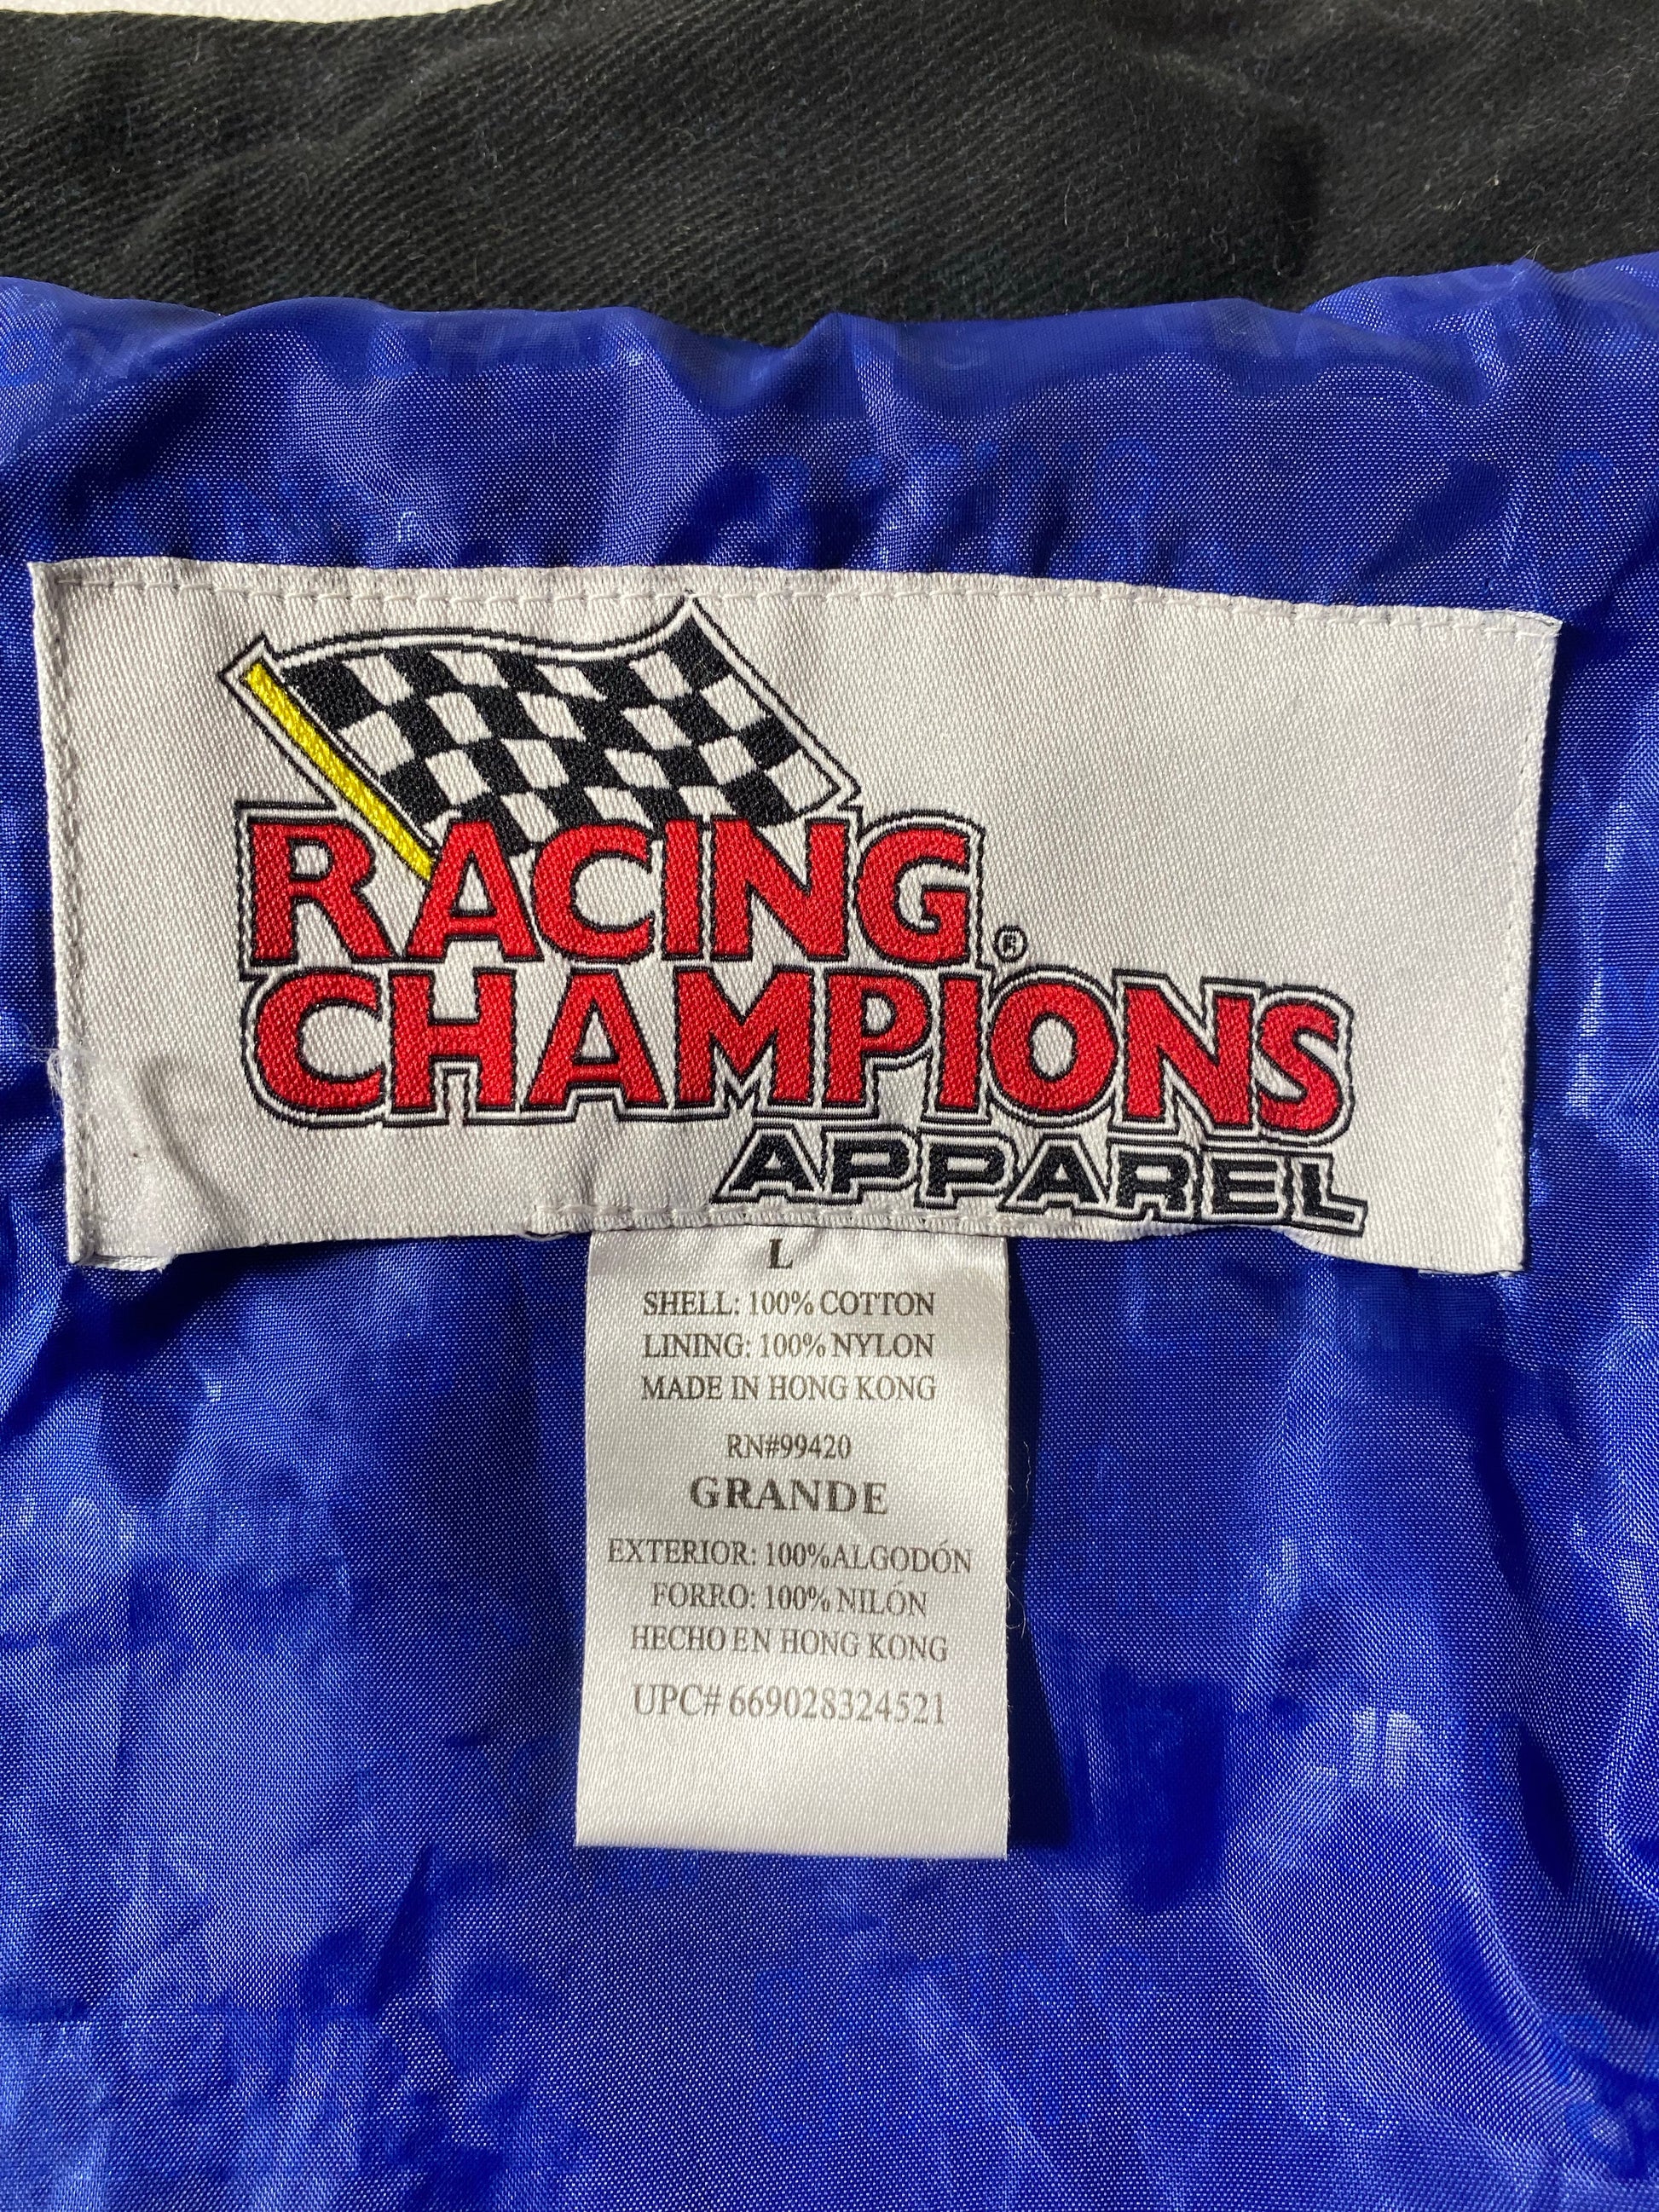 RACING®
CHAMPIONS
APPAREL
L
SHELL: 100% COTTON
LINING: 100% NYLON
MADE IN HONG KONG
RN#99420
GRANDE
EXTERIOR: 100%ALGODÓN
FORRO: 100% NILÓN
HECHO EN HONG KONG
UPC# 669028324521